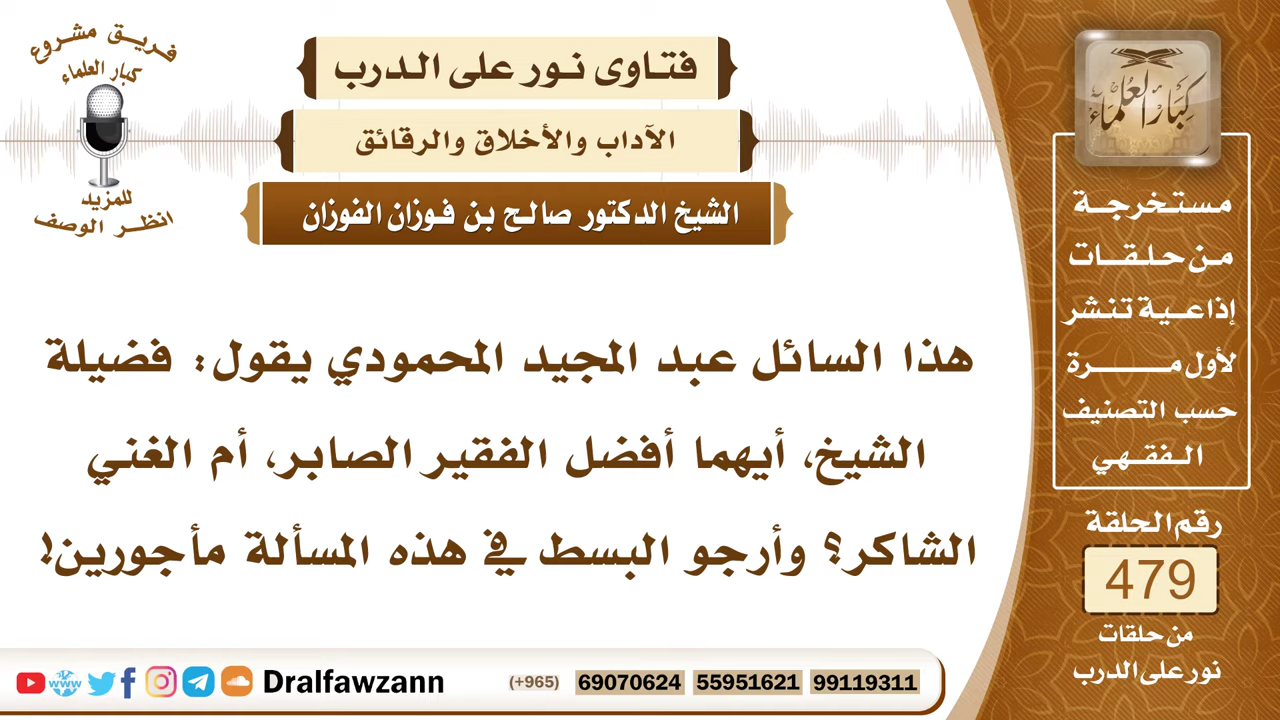 فريق مشروع
كبار العلماء
للمزيد
انظر الوصف
فتاوى نور على الدرب
الآداب والأخلاق والرقائق
الشيخ الدكتور صالح بن فوزان الفوزان
هذا السائل عبد المجيد المحمودي يقول: فضيلة
الشيخ، أيهما أفضل الفقير الصابر، أم الغني
الشاكر؟ وأرجو البسط في هذه المسألة مأجورين!
كبار العلماء
مستخرجة
من حلقات
إذاعية تنشر
لأول مرة
حسب التصنيف
الفقهي
رقم الحلقة
479
من حلقات
نور على الدرب
www
Dralfawzann
(+965) 69070624 55951621 99119311